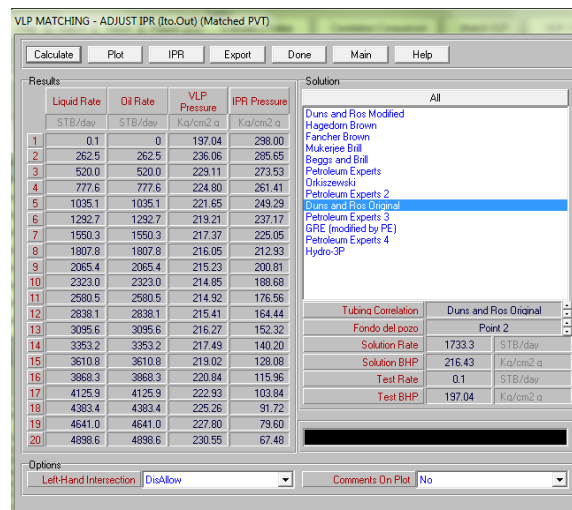 VLP MATCHING - ADJUST IPR (Ito.Out) (Matched PVT)
Calculate Plot IPR Export Done Main Help
Results
Liquid Rate Oil Rate VLP Pressure IPR Pressure
STB/day STB/day Kg/cm2 g Kg/cm2 g
1 0.1 0 197.04 298.00
2 262.5 262.5 236.06 285.65
3 520.0 520.0 229.11 273.53
4 777.6 777.6 224.80 261.41
5 1035.1 1035.1 221.65 249.29
6 1292.7 1292.7 219.21 237.17
7 1550.3 1550.3 217.37 225.05
8 1807.8 1807.8 216.05 212.93
9 2065.4 2065.4 215.23 200.81
10 2323.0 2323.0 214.85 188.68
11 2580.5 2580.5 214.92 176.56
12 2838.1 2838.1 215.41 164.44
13 3095.6 3095.6 216.27 152.32
14 3353.2 3353.2 217.49 140.20
15 3610.8 3610.8 219.02 128.08
16 3868.3 3868.3 220.84 115.96
17 4125.9 4125.9 222.93 103.84
18 4383.4 4383.4 225.26 91.72
19 4641.0 4641.0 227.80 79.60
20 4898.6 4898.6 230.55 67.48
Solution
All
Duns and Ros Modified
Hagedorn Brown
Fancher Brown
Mukerjee Brill
Beggs and Brill
Petroleum Experts
Orkiszewski
Petroleum Experts 2
Duns and Ros Original
Petroleum Experts 3
GRE (modified by PE)
Petroleum Experts 4
Hydro-3P
Tubing Correlation Duns and Ros Original
Fondo del pozo Point 2
Solution Rate 1733.3 STB/day
Solution BHP 216.43 Kg/cm2 g
Test Rate 0.1 STB/day
Test BHP 197.04 Kg/cm2 g
Options
Left-Hand Intersection DisAllow
Comments On Plot No